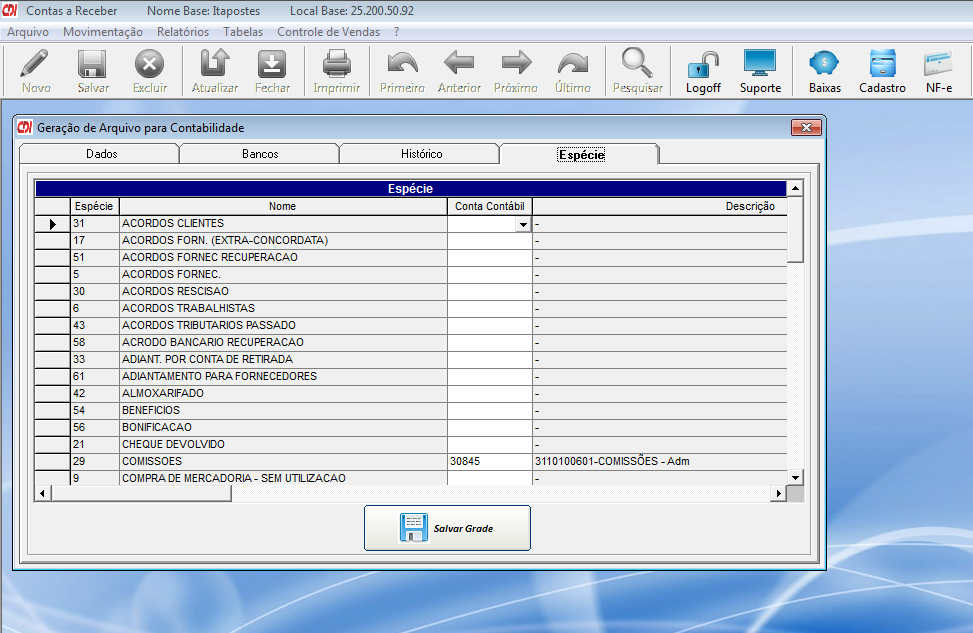 CDI Contas a Receber Nome Base: Itapostes Local Base: 25.200.50.92
Arquivo Movimentação Relatórios Tabelas Controle de Vendas ?
Novo Salvar Excluir Atualizar Fechar Imprimir Primeiro Anterior Próximo Último Pesquisar Logoff Suporte Baixas Cadastro NF-e
CDI Geração de Arquivo para Contabilidade
Dados Bancos Histórico Espécie
Espécie
Espécie Nome Conta Contábil Descrição
31 ACORDOS CLIENTES -
17 ACORDOS FORN. (EXTRA-CONCORDATA) -
51 ACORDOS FORNEC RECUPERACAO -
5 ACORDOS FORNEC. -
30 ACORDOS RESCISAO -
6 ACORDOS TRABALHISTAS -
43 ACORDOS TRIBUTARIOS PASSADO -
58 ACRODO BANCARIO RECUPERACAO -
33 ADIANT. POR CONTA DE RETIRADA -
61 ADIANTAMENTO PARA FORNECEDORES -
42 ALMOXARIFADO -
54 BENEFICIOS -
56 BONIFICACAO -
21 CHEQUE DEVOLVIDO -
29 COMISSOES 30845 3110100601-COMISSÕES - Adm
9 COMPRA DE MERCADORIA - SEM UTILIZACAO -
Salvar Grade